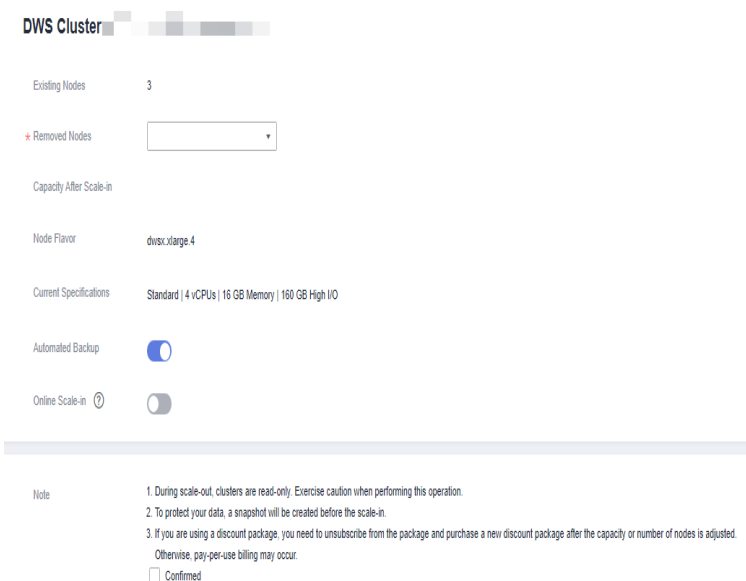 DWS Cluster
Existing Nodes 3
* Removed Nodes
Capacity After Scale-in
Node Flavor dwsx.xlarge.4
Current Specifications Standard | 4 vCPUs | 16 GB Memory | 160 GB High I/O
Automated Backup
Online Scale-in ?
Note 1. During scale-out, clusters are read-only. Exercise caution when performing this operation.
2. To protect your data, a snapshot will be created before the scale-in.
3. If you are using a discount package, you need to unsubscribe from the package and purchase a new discount package after the capacity or number of nodes is adjusted.
Otherwise, pay-per-use billing may occur.
Confirmed